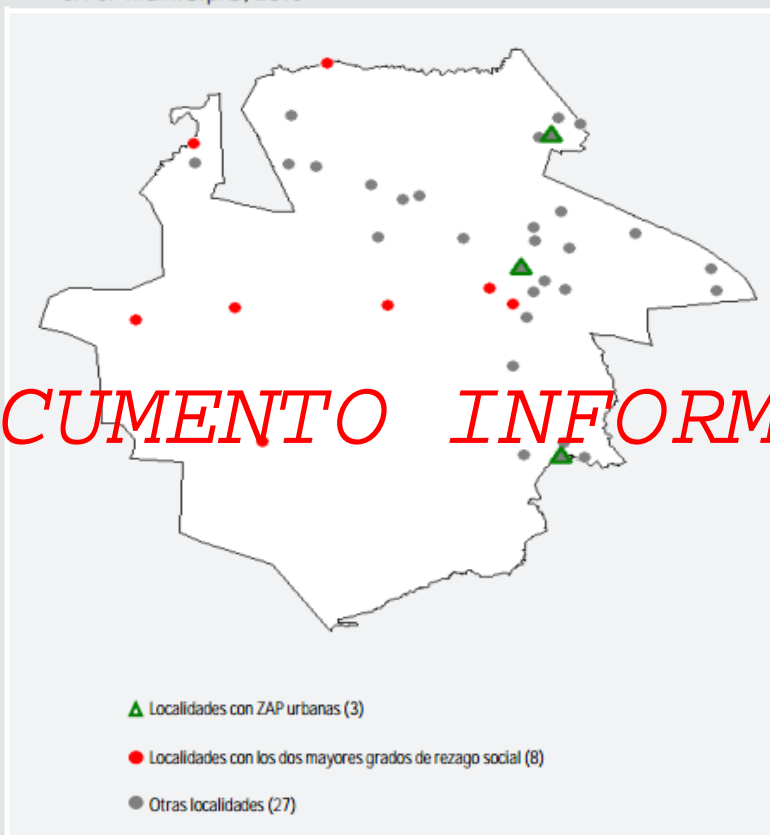 CUMENTO INFORM
Localidades con ZAP urbanas (3)
Localidades con los dos mayores grados de rezago social (8)
Otras localidades (27)